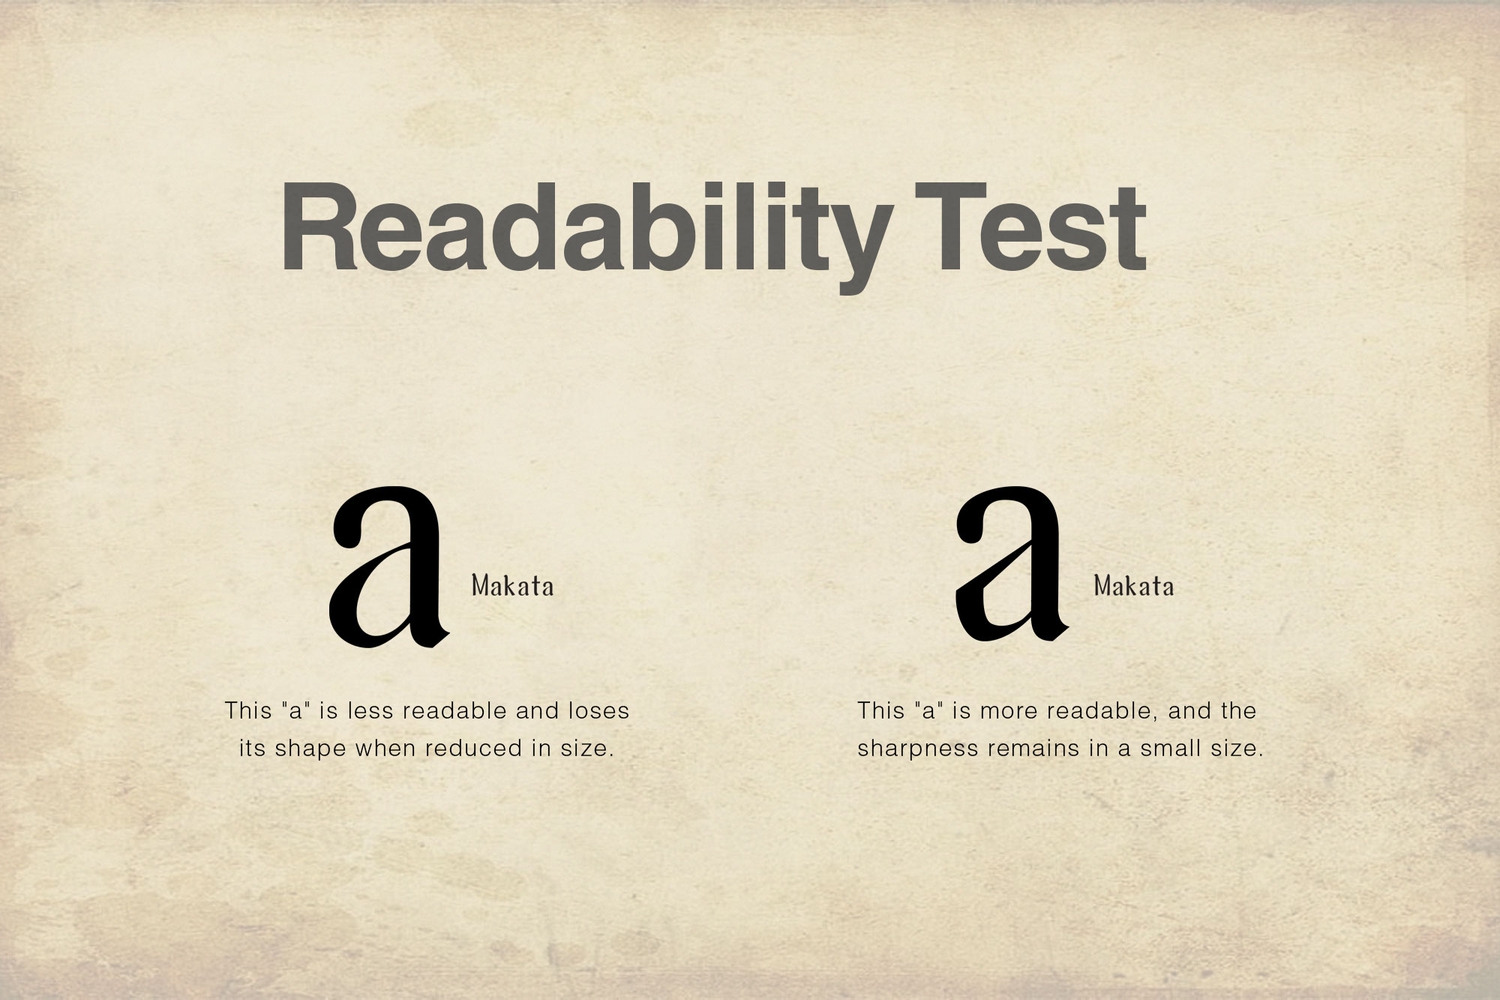 Readability Test
a Makata
This "a" is less readable and loses
its shape when reduced in size.
a Makata
This "a" is more readable, and the
sharpness remains in a small size.